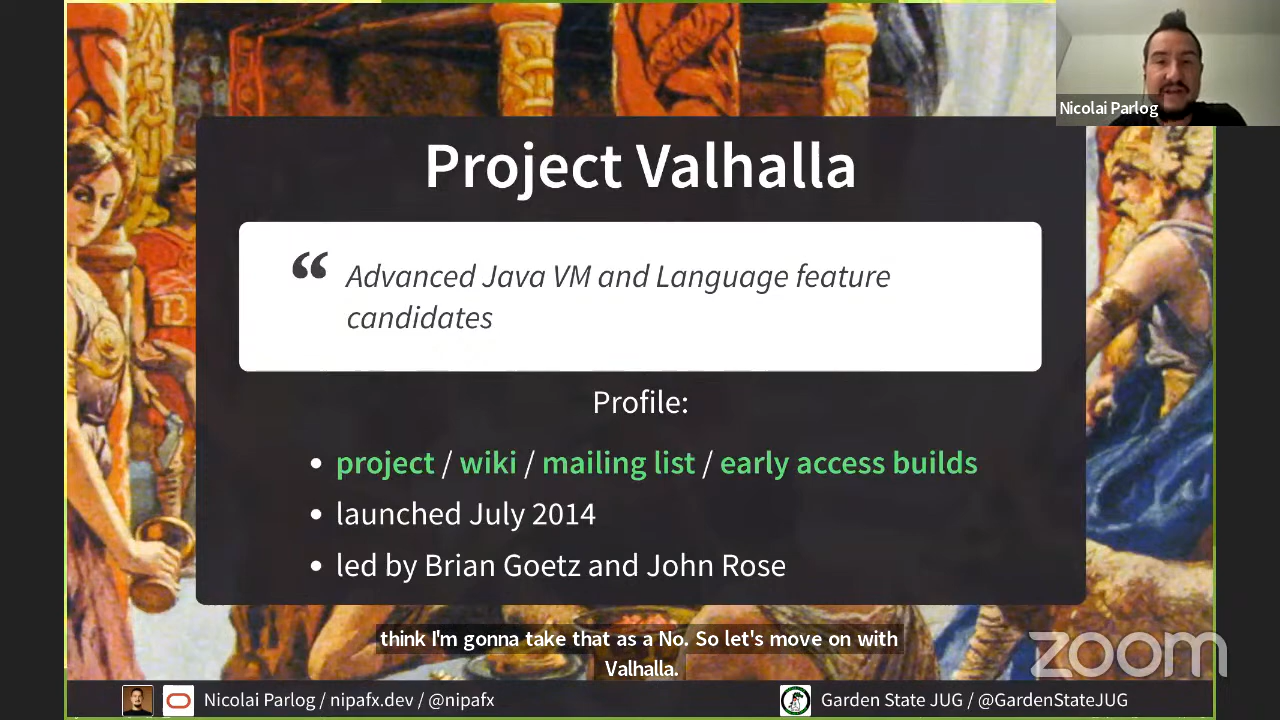 Nicolai Parlog
Project Valhalla
“ Advanced Java VM and Language feature
candidates
Profile:
• project / wiki / mailing list / early access builds
• launched July 2014
• led by Brian Goetz and John Rose
think I'm gonna take that as a No. So let's move on with
Valhalla.
zoom
Nicolai Parlog / nipafx.dev / @nipafx
Garden State JUG / @GardenStateJUG